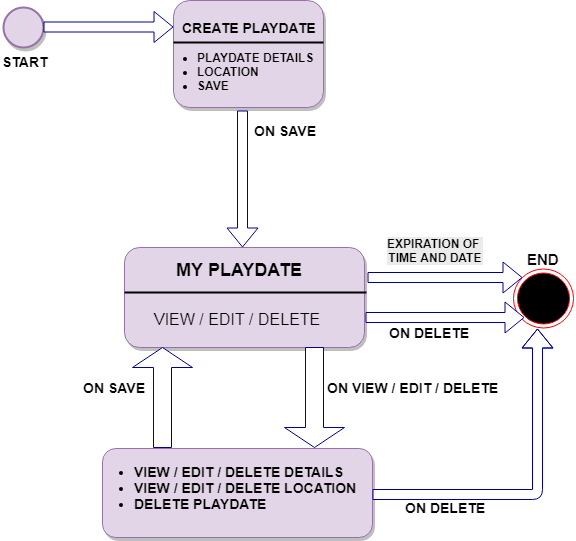 START
CREATE PLAYDATE
• PLAYDATE DETAILS
• LOCATION
• SAVE
ON SAVE
MY PLAYDATE
VIEW / EDIT / DELETE
EXPIRATION OF
TIME AND DATE
END
ON DELETE
ON SAVE
ON VIEW / EDIT / DELETE
• VIEW / EDIT / DELETE DETAILS
• VIEW / EDIT / DELETE LOCATION
• DELETE PLAYDATE
ON DELETE